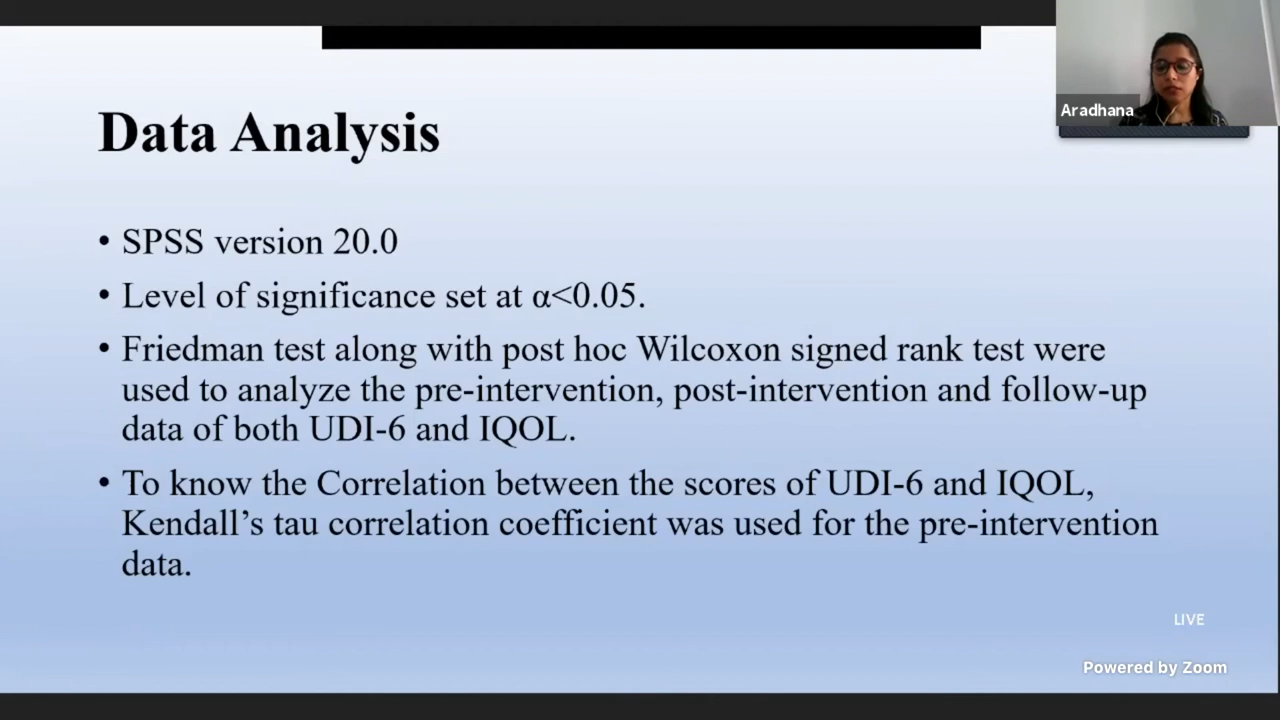 Aradhana
Data Analysis
• SPSS version 20.0
• Level of significance set at α<0.05.
• Friedman test along with post hoc Wilcoxon signed rank test were
used to analyze the pre-intervention, post-intervention and follow-up
data of both UDI-6 and IQOL.
• To know the Correlation between the scores of UDI-6 and IQOL,
Kendall’s tau correlation coefficient was used for the pre-intervention
data.
LIVE
Powered by Zoom